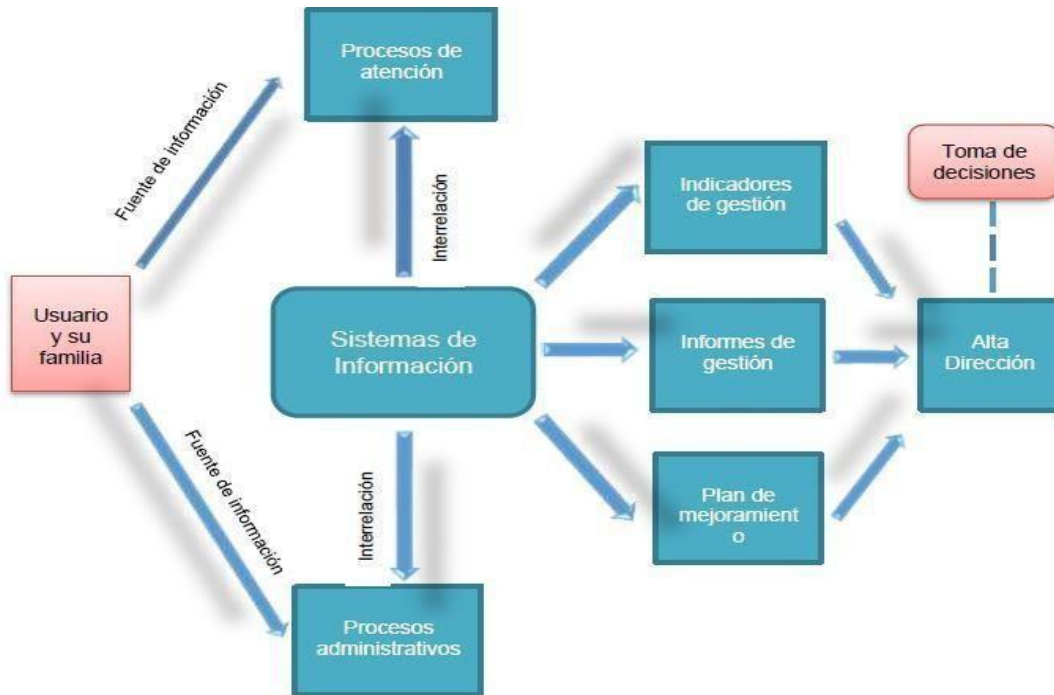 Procesos de
atención
Fuente de información
Interrelación
Toma de
decisiones
Indicadores
de gestión
Usuario
y su
familia
Sistemas de
Información
Informes de
gestión
Alta
Dirección
Fuente de información
Interrelación
Plan de
mejoramient
o
Procesos
administrativos